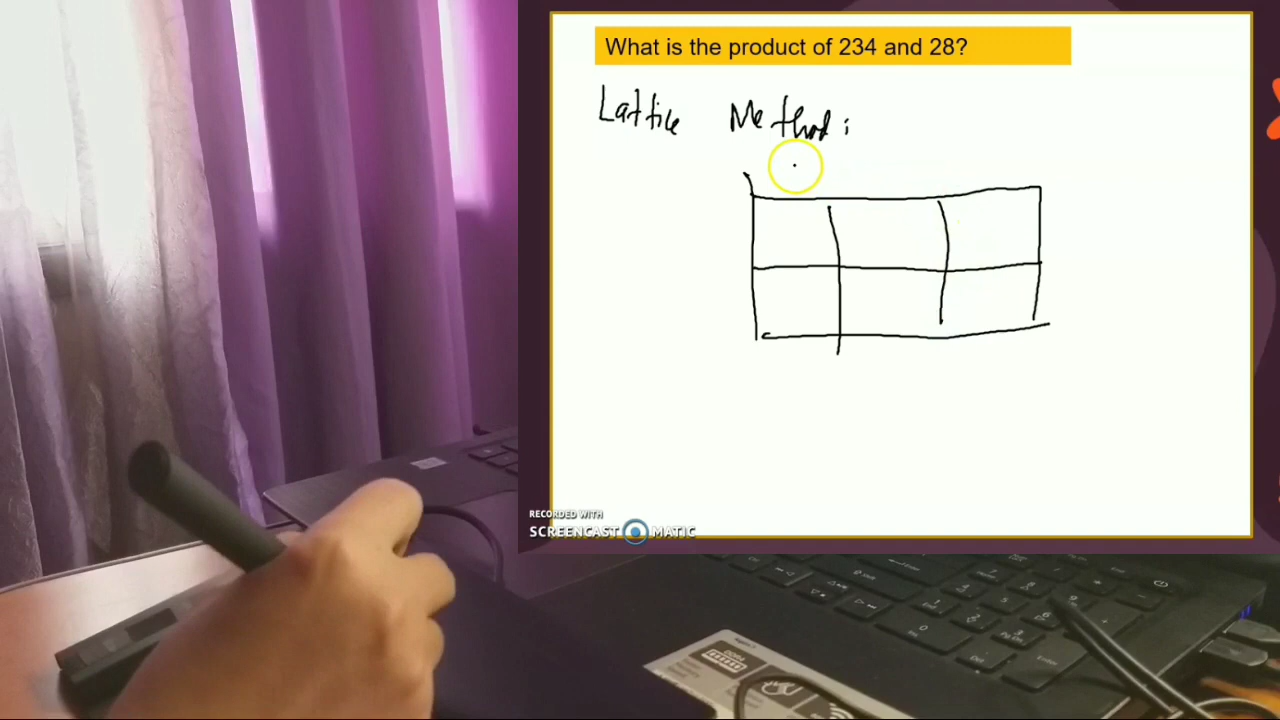 What is the product of 234 and 28?
Lattice Method:
RECORDED WITH
SCREENCAST MATIC